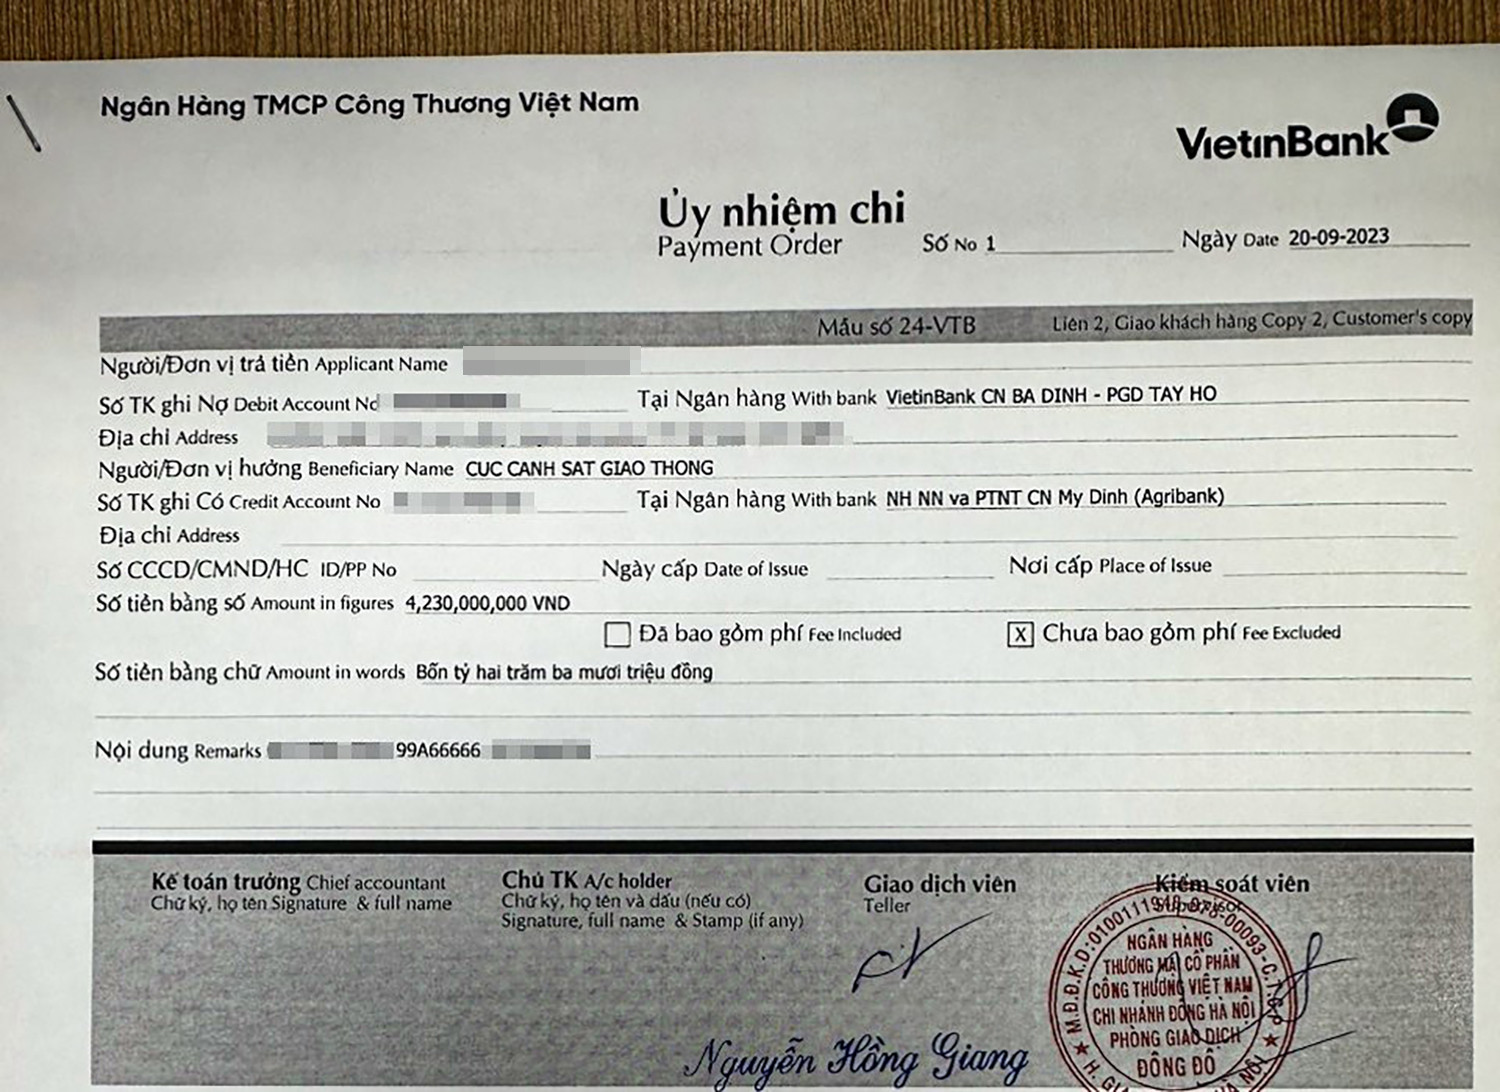 Ngân Hàng TMCP Công Thương Việt Nam
VietinBank
Ủy nhiệm chi
Payment Order
Số No 1
Ngày Date 20-09-2023
Mẫu số 24-VTB
Liên 2, Giao khách hàng Copy 2, Customer's copy
Người/Đơn vị trả tiền Applicant Name
Số TK ghi Nợ Debit Account No
Tại Ngân hàng With bank VietinBank CN BA DINH - PGD TAY HO
Địa chỉ Address
Người/Đơn vị hưởng Beneficiary Name CUC CANH SAT GIAO THONG
Số TK ghi Có Credit Account No
Tại Ngân hàng With bank NH NN va PTNT CN My Dinh (Agribank)
Địa chỉ Address
Số CCCD/CMND/HC ID/PP No
Ngày cấp Date of Issue
Nơi cấp Place of Issue
Số tiền bằng số Amount in figures 4,230,000,000 VND
Đã bao gồm phí Fee Included
X Chưa bao gồm phí Fee Excluded
Số tiền bằng chữ Amount in words Bốn tỷ hai trăm ba mươi triệu đồng
Nội dung Remarks 99A66666
Kế toán trưởng Chief accountant
Chữ ký, họ tên Signature & full name
Chủ TK A/c holder
Chữ ký, họ tên và dấu (nếu có)
Signature, full name & Stamp (if any)
Giao dịch viên
Teller
Kiểm soát viên
Supervisor
NGÂN HÀNG
THƯƠNG MẠI CỔ PHẦN
CÔNG THƯƠNG VIỆT NAM
CHI NHÁNH ĐÔNG HÀ NỘI
PHÒNG GIAO DỊCH
ĐÔNG ĐÔ
Nguyễn Hồng Giang